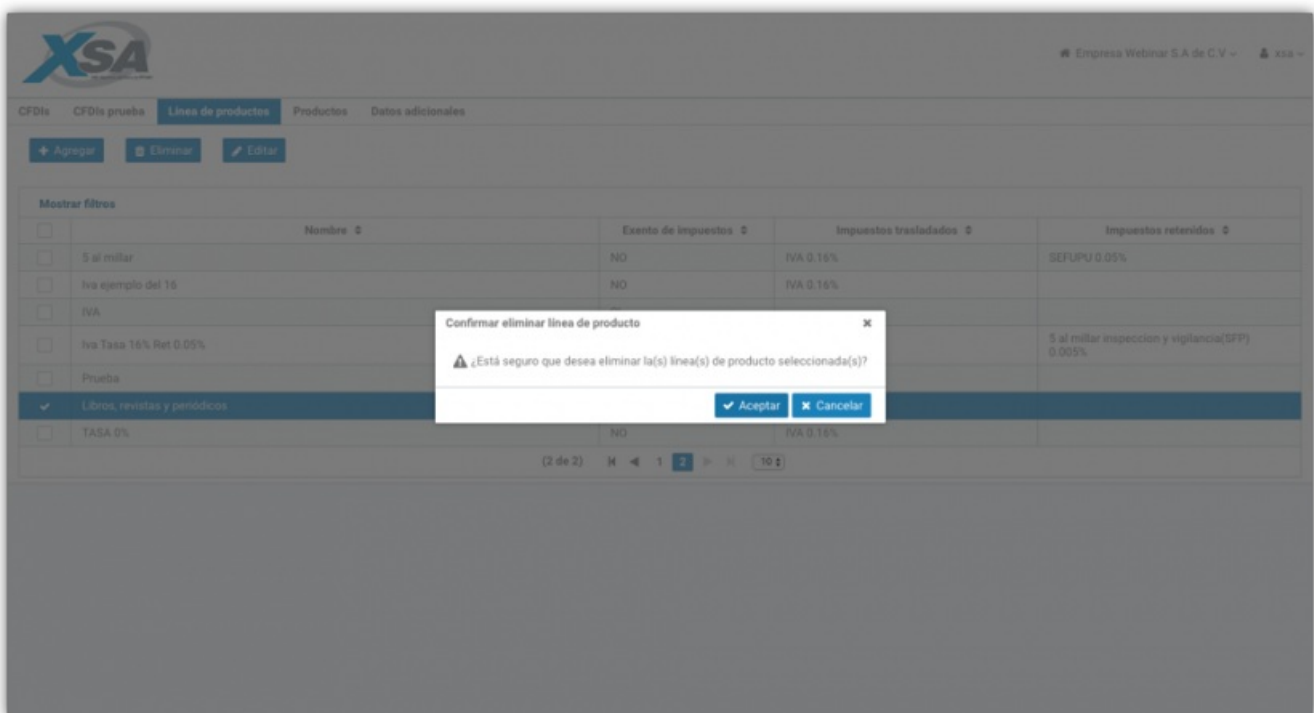 XSA
Empresa Webinar S.A de C.V
xsa
CFDIs
CFDIs prueba
Línea de productos
Productos
Datos adicionales
Agregar
Eliminar
Editar
Mostrar filtros
Nombre
Exento de impuestos
Impuestos trasladados
Impuestos retenidos
5 al millar
NO
IVA 0.16%
SEFUPU 0.05%
Iva ejemplo del 16
NO
IVA 0.16%
IVA
Iva Tasa 16% Ret 0.05%
5 al millar inspeccion y vigilancia(SFP)
0.005%
Prueba
Libros, revistas y periódicos
TASA 0%
NO
IVA 0.16%
(2 de 2)
1
2
10
Confirmar eliminar línea de producto
¿Está seguro que desea eliminar la(s) línea(s) de producto seleccionada(s)?
Aceptar
Cancelar